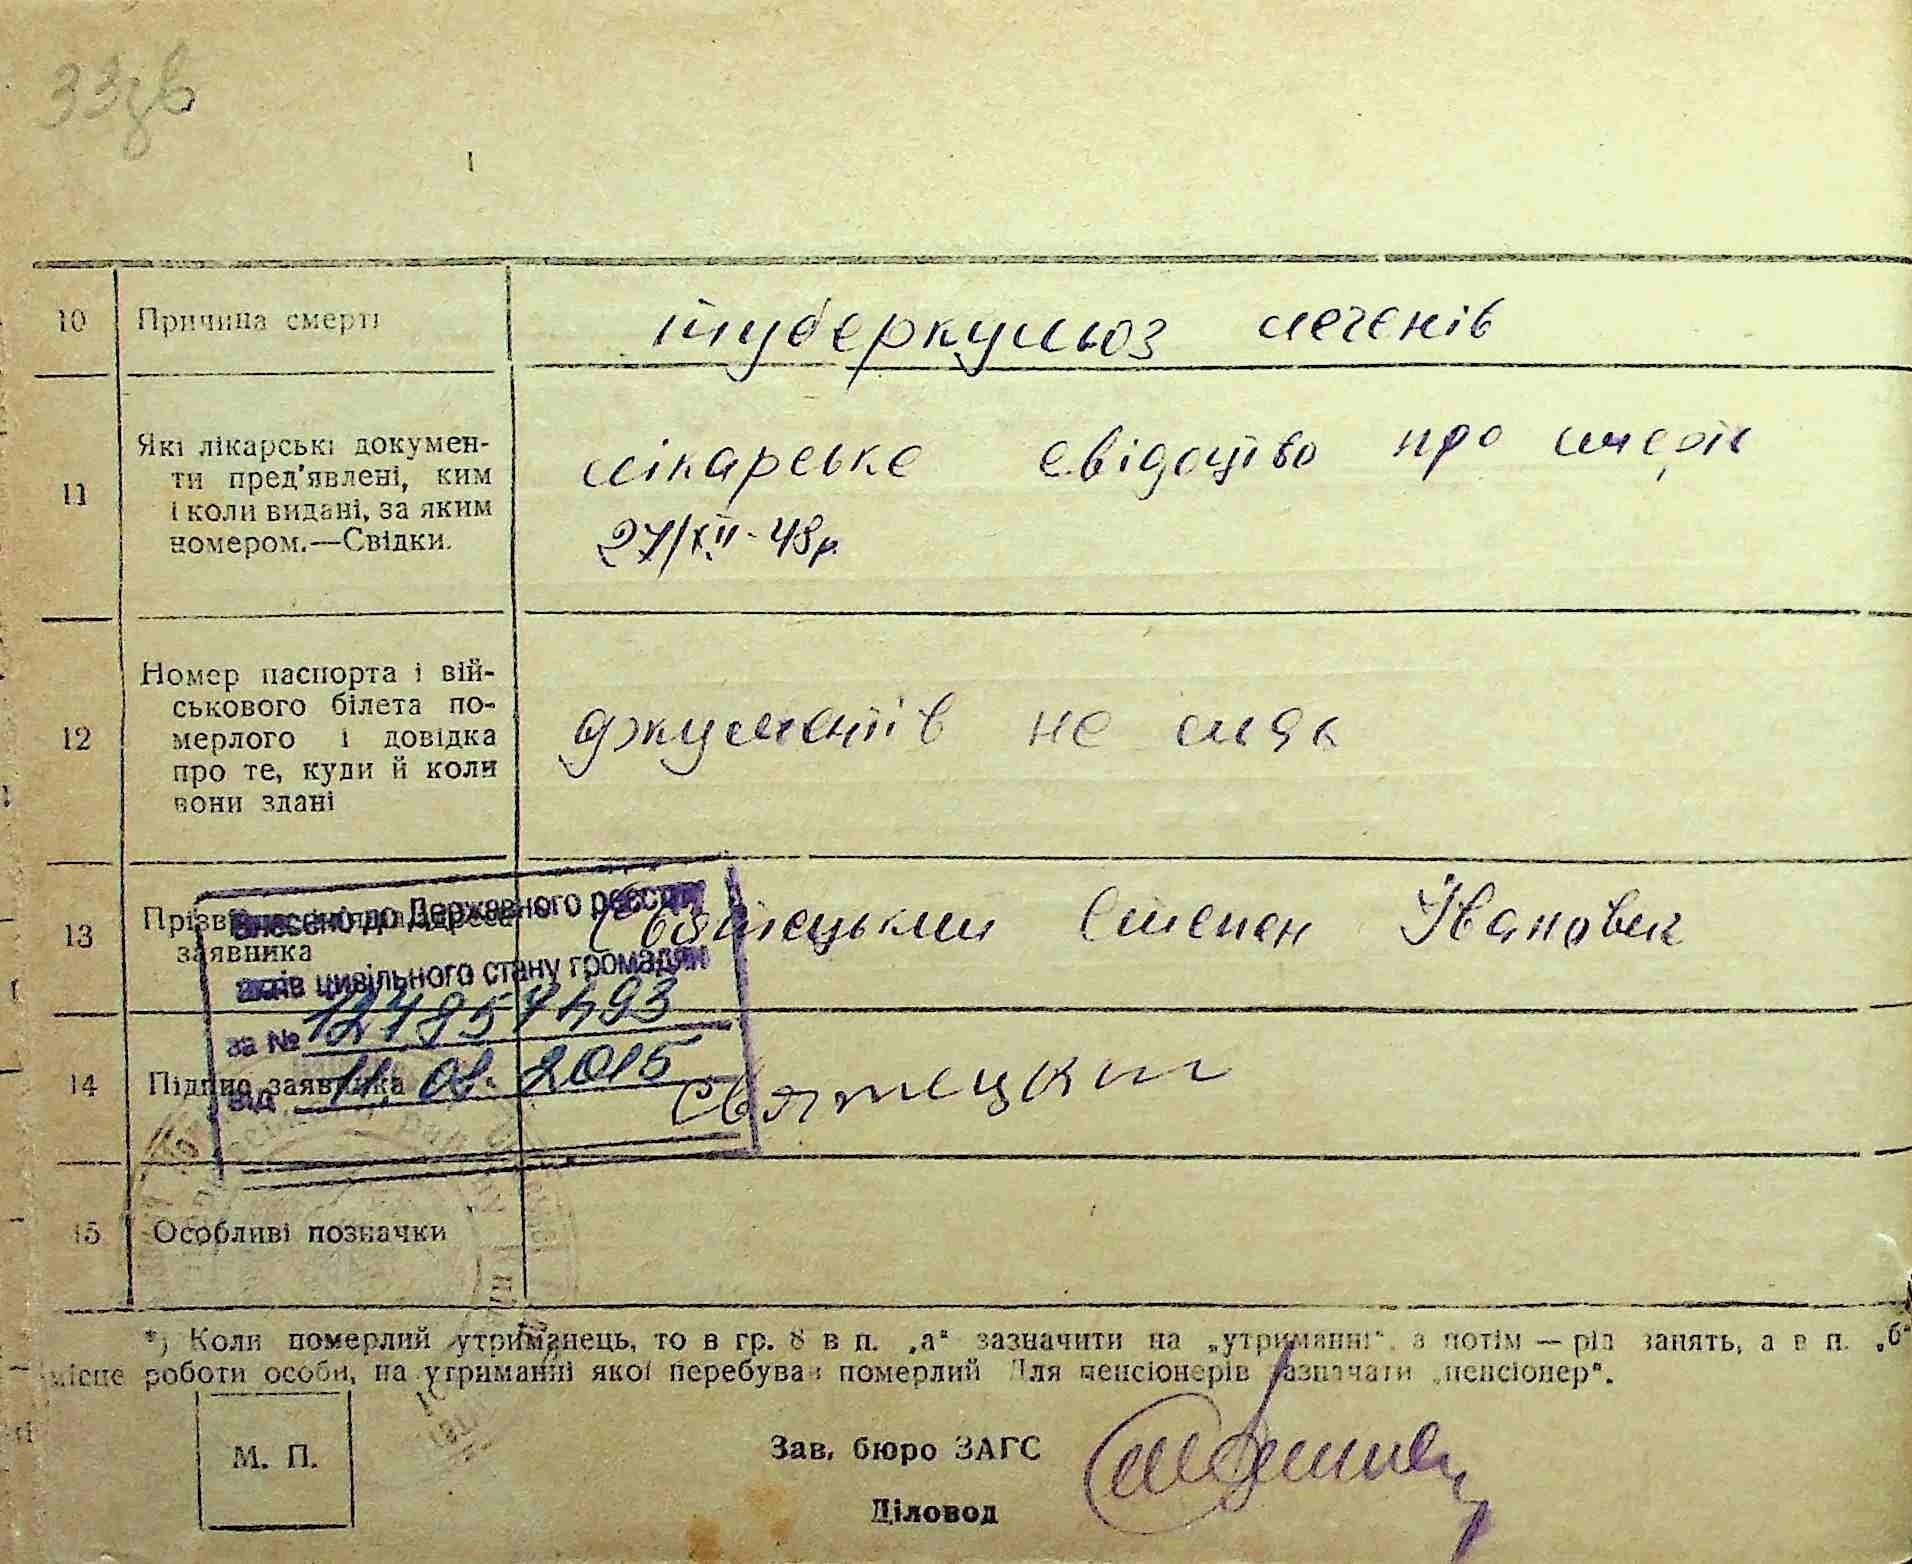 33зв
10 Причина смерті туберкульоз легенів
11 Які лікарські докумен-
ти пред'явлені, ким
і коли видані, за яким
номером.—Свідки.
лікарське свідоцтво про смерть
27/XII-48р
12 Номер паспорта і вій-
ськового білета по-
мерлого і довідка
про те, куди й коли
вони здані
документів не мав
13 Прізв
заявника
Святецький Степан Іванович
Внесено до Державного реєстру
актів цивільного стану громадян
за №
від 11. 01. 2015
14 Підпис заявника Святецкий
15 Особливі позначки
*) Коли померлий утриманець, то в гр. 8 в п. „а“ зазначити на „утриманні“, а потім — рід занять, а в п. „б“
місце роботи особи, на утриманні якої перебував померлий Для пенсіонерів зазначати „пенсіонер“.
М. П.
Зав. бюро ЗАГС
Діловод